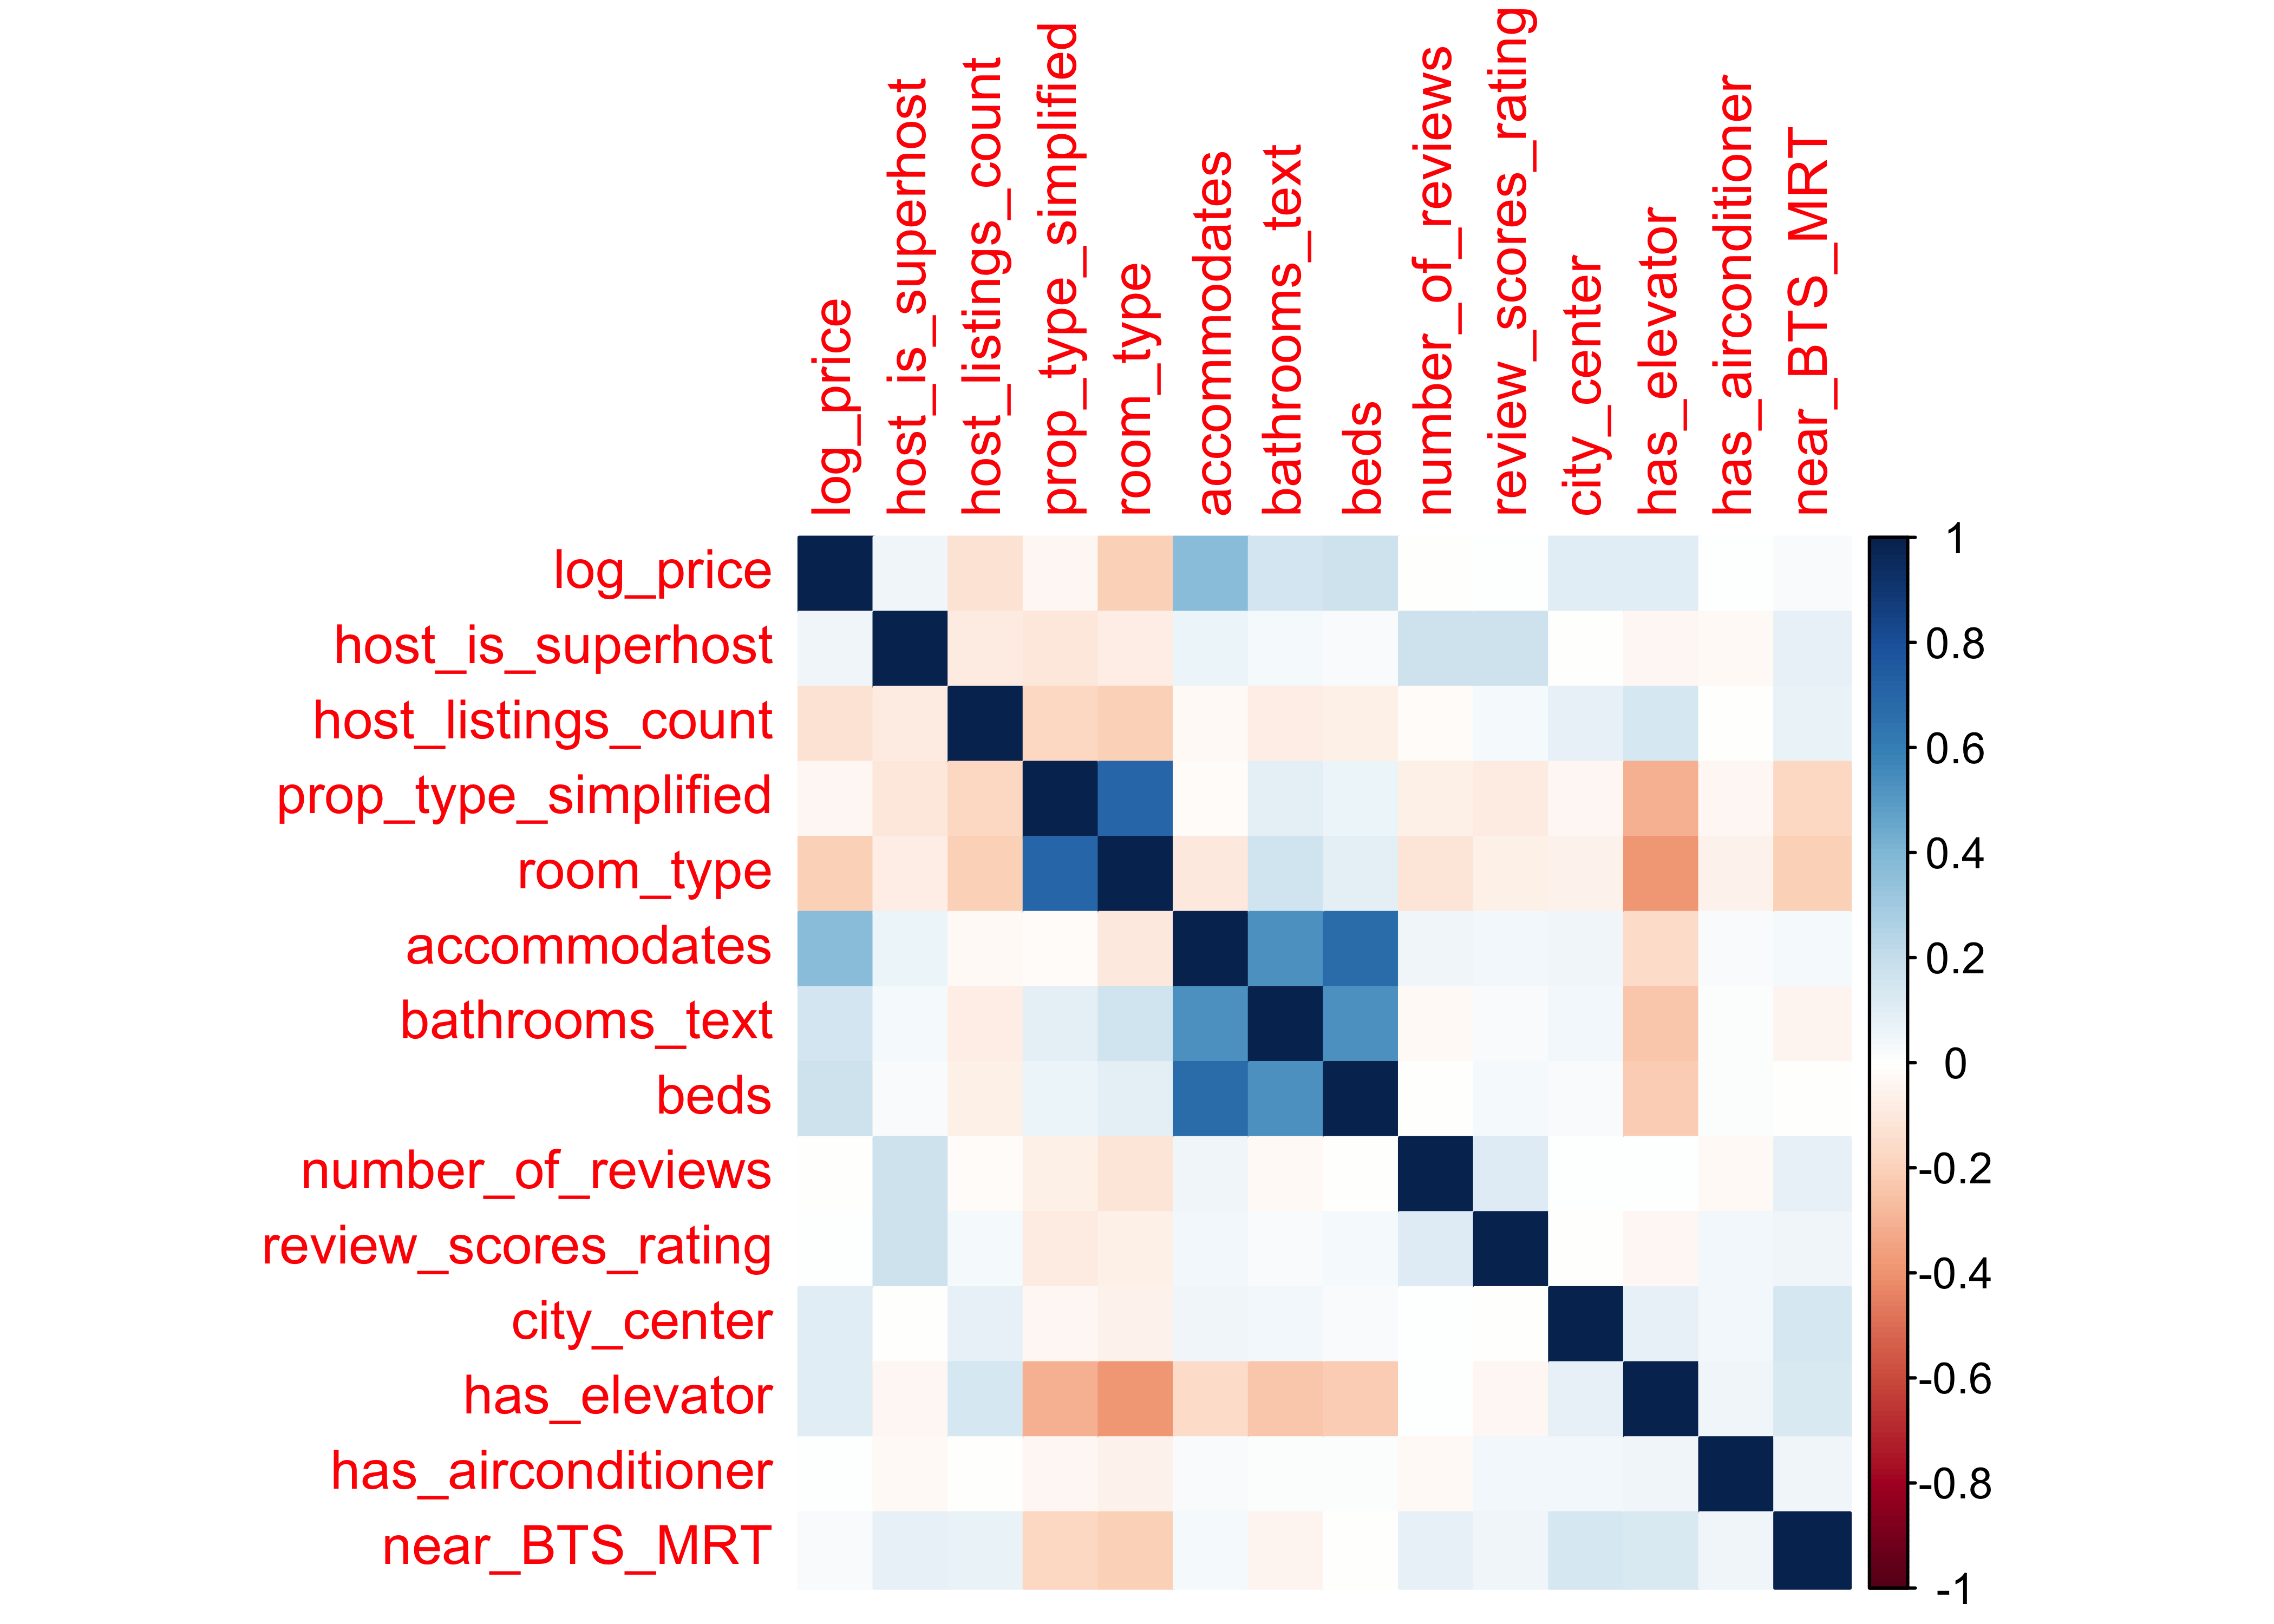 log_price
host_is_superhost
host_listings_count
prop_type_simplified
room_type
accommodates
bathrooms_text
beds
number_of_reviews
review_scores_rating
city_center
has_elevator
has_airconditioner
near_BTS_MRT
log_price
host_is_superhost
host_listings_count
prop_type_simplified
room_type
accommodates
bathrooms_text
beds
number_of_reviews
review_scores_rating
city_center
has_elevator
has_airconditioner
near_BTS_MRT
1
0.8
0.6
0.4
0.2
0
-0.2
-0.4
-0.6
-0.8
-1